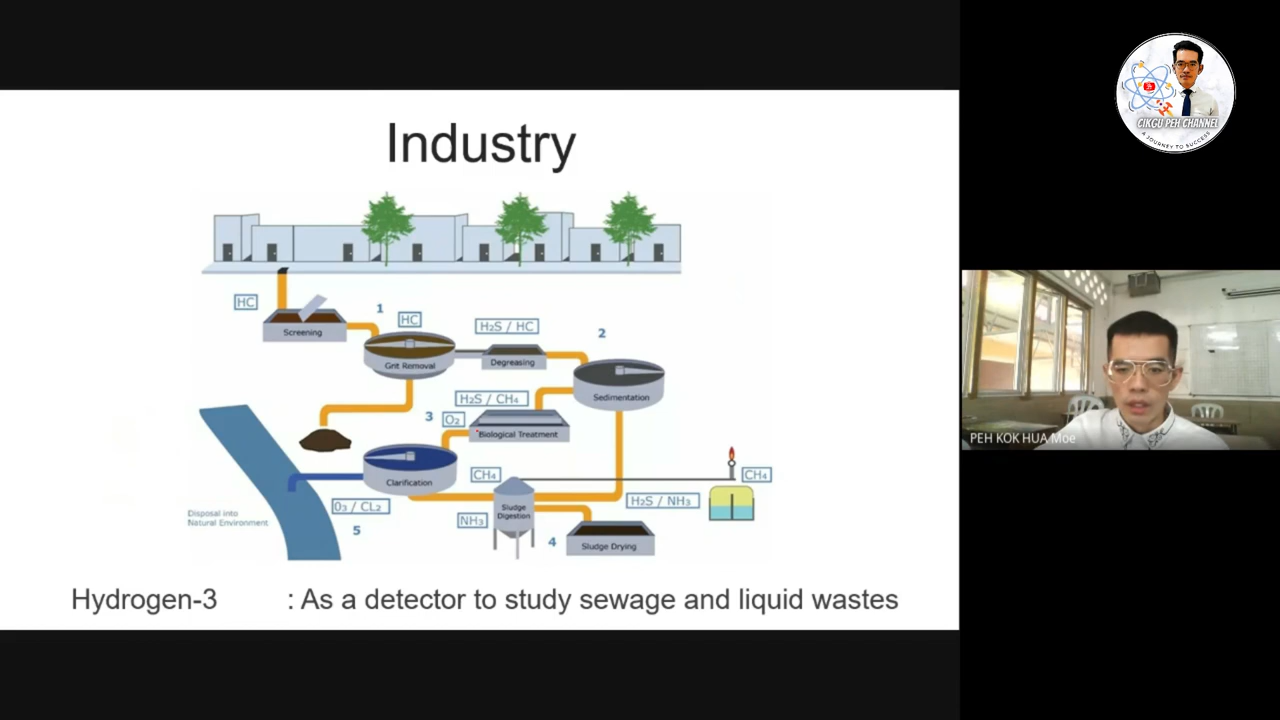 Industry
HC
Screening
1
HC
Grit Removal
H₂S / HC
Degreasing
2
Sedimentation
H₂S / CH₄
3
O₂
Biological Treatment
Clarification
CH₄
CH₄
Sludge
Digestion
H₂S / NH₃
O₃ / CL₂
NH₃
Disposal into
Natural Environment
5
4
Sludge Drying
Hydrogen-3 : As a detector to study sewage and liquid wastes
CIKGU PEH CHANNEL
A JOURNEY TO SUCCESS
PEH KOK HUA Moe